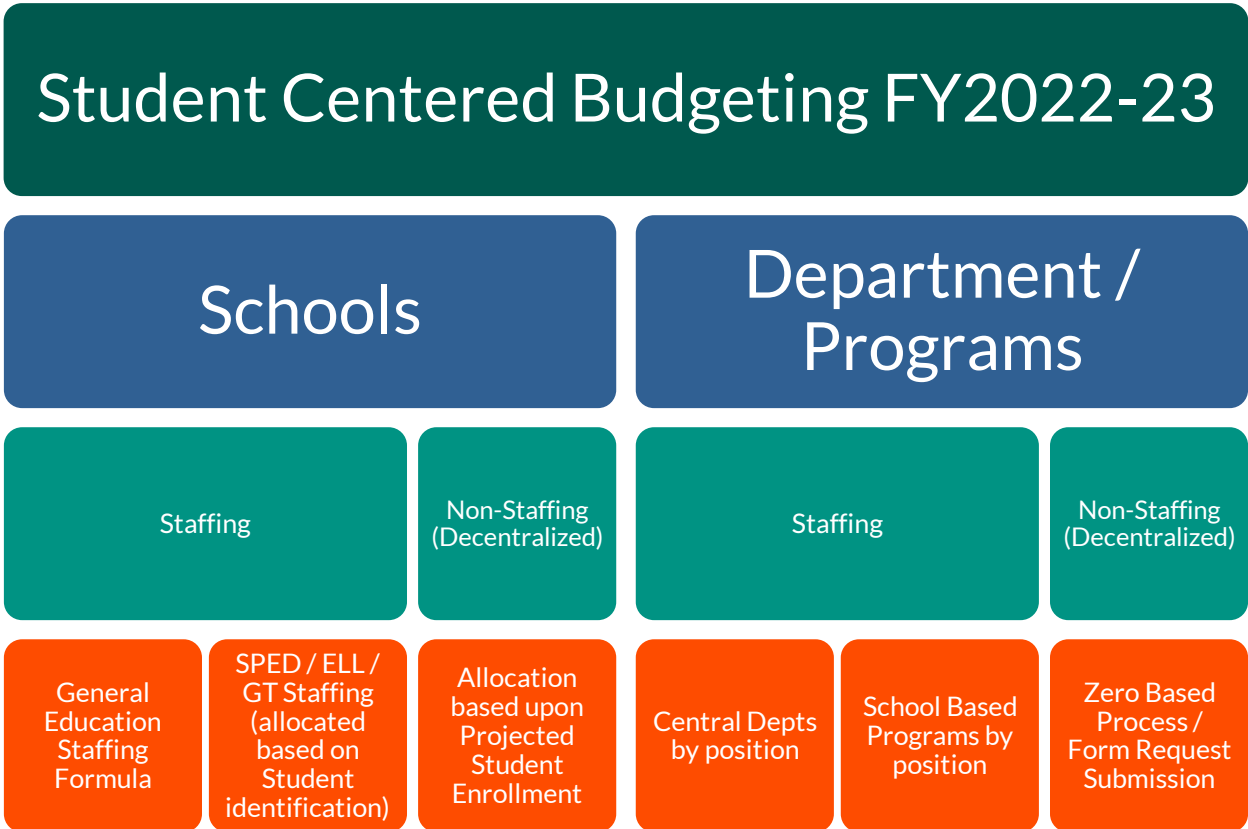 Student Centered Budgeting FY2022-23
Schools
Department /
Programs
Staffing
Non-Staffing
(Decentralized)
Staffing
Non-Staffing
(Decentralized)
General
Education
Staffing
Formula
SPED / ELL /
GT Staffing
(allocated
based on
Student
identification)
Allocation
based upon
Projected
Student
Enrollment
Central Depts
by position
School Based
Programs by
position
Zero Based
Process /
Form Request
Submission